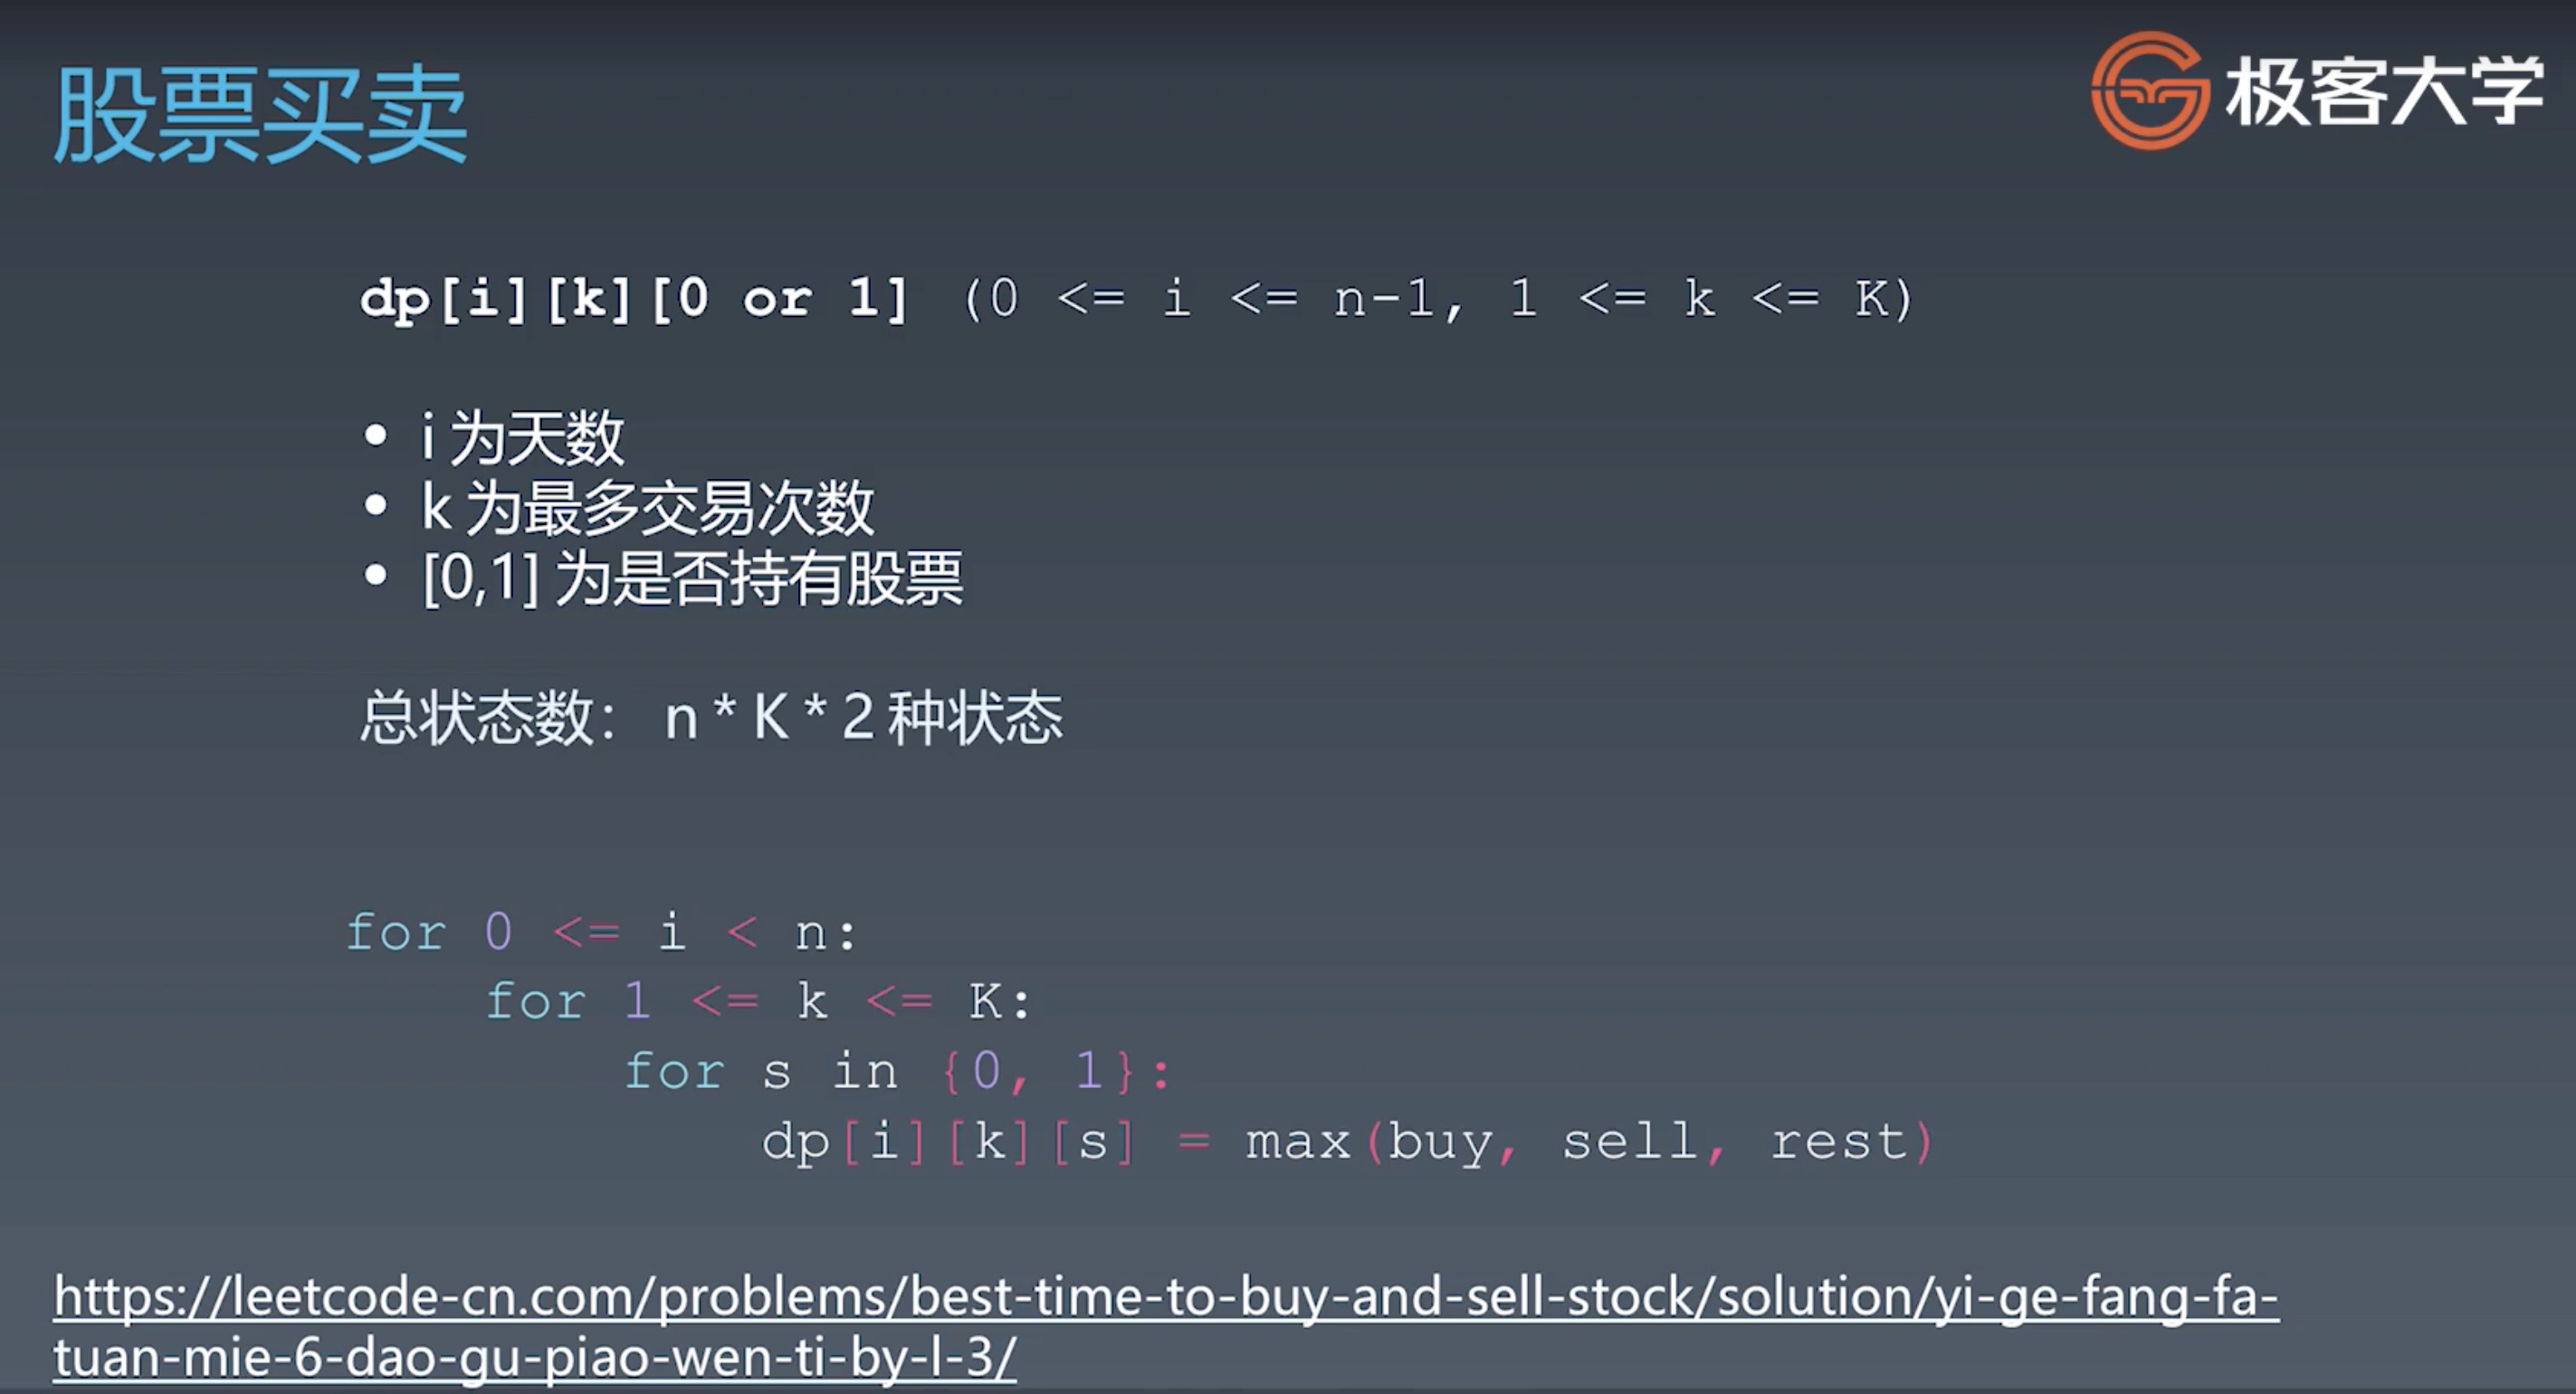 股票买卖
极客大学
dp[i][k][0 or 1] (0 <= i <= n-1, 1 <= k <= K)
• i 为天数
• k 为最多交易次数
• [0,1] 为是否持有股票
总状态数： n * K * 2 种状态
for 0 <= i < n:
    for 1 <= k <= K:
        for s in {0, 1}:
            dp[i][k][s] = max(buy, sell, rest)
https://leetcode-cn.com/problems/best-time-to-buy-and-sell-stock/solution/yi-ge-fang-fa-
tuan-mie-6-dao-gu-piao-wen-ti-by-l-3/